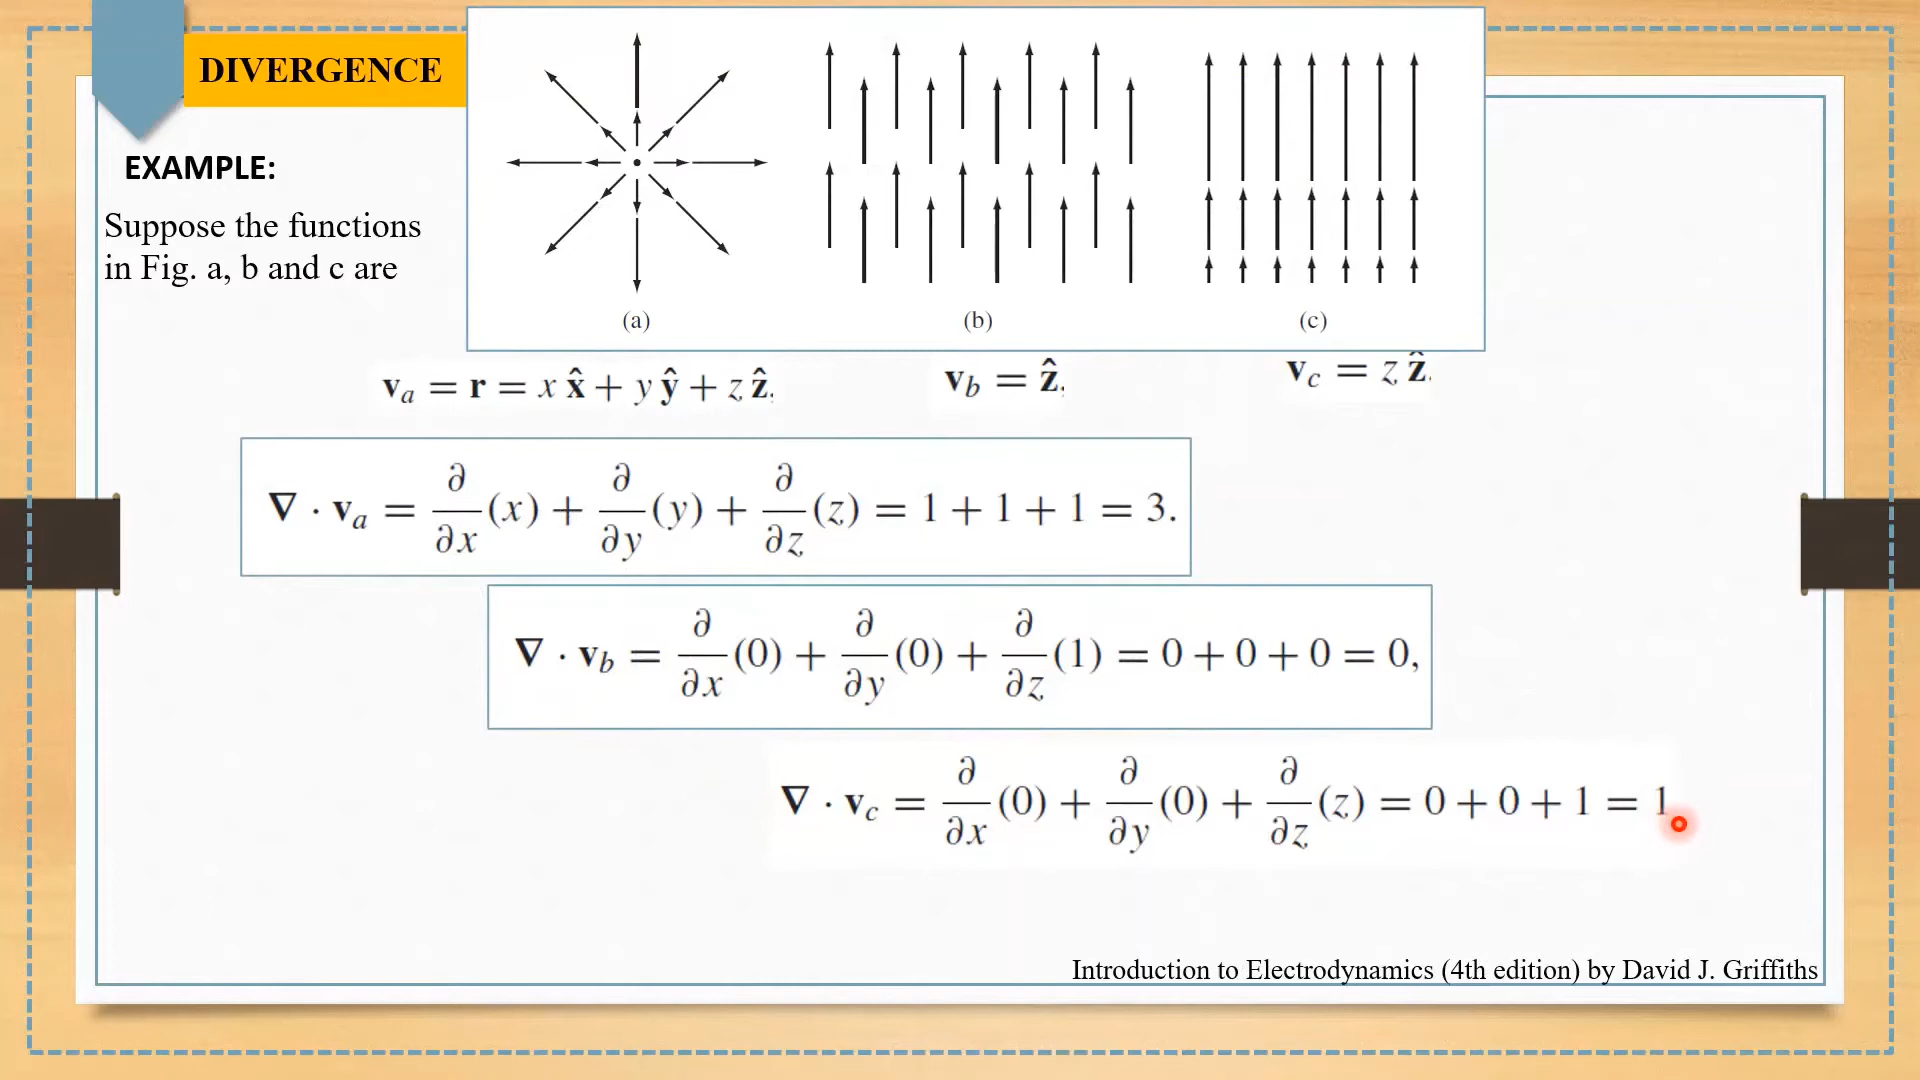 DIVERGENCE
EXAMPLE:
Suppose the functions
in Fig. a, b and c are
(a) (b) (c)
v_a = r = x x̂ + y ŷ + z ẑ. v_b = ẑ, v_c = z ẑ.
∇ · v_a = ∂/∂x (x) + ∂/∂y (y) + ∂/∂z (z) = 1 + 1 + 1 = 3.
∇ · v_b = ∂/∂x (0) + ∂/∂y (0) + ∂/∂z (1) = 0 + 0 + 0 = 0,
∇ · v_c = ∂/∂x (0) + ∂/∂y (0) + ∂/∂z (z) = 0 + 0 + 1 = 1
Introduction to Electrodynamics (4th edition) by David J. Griffiths